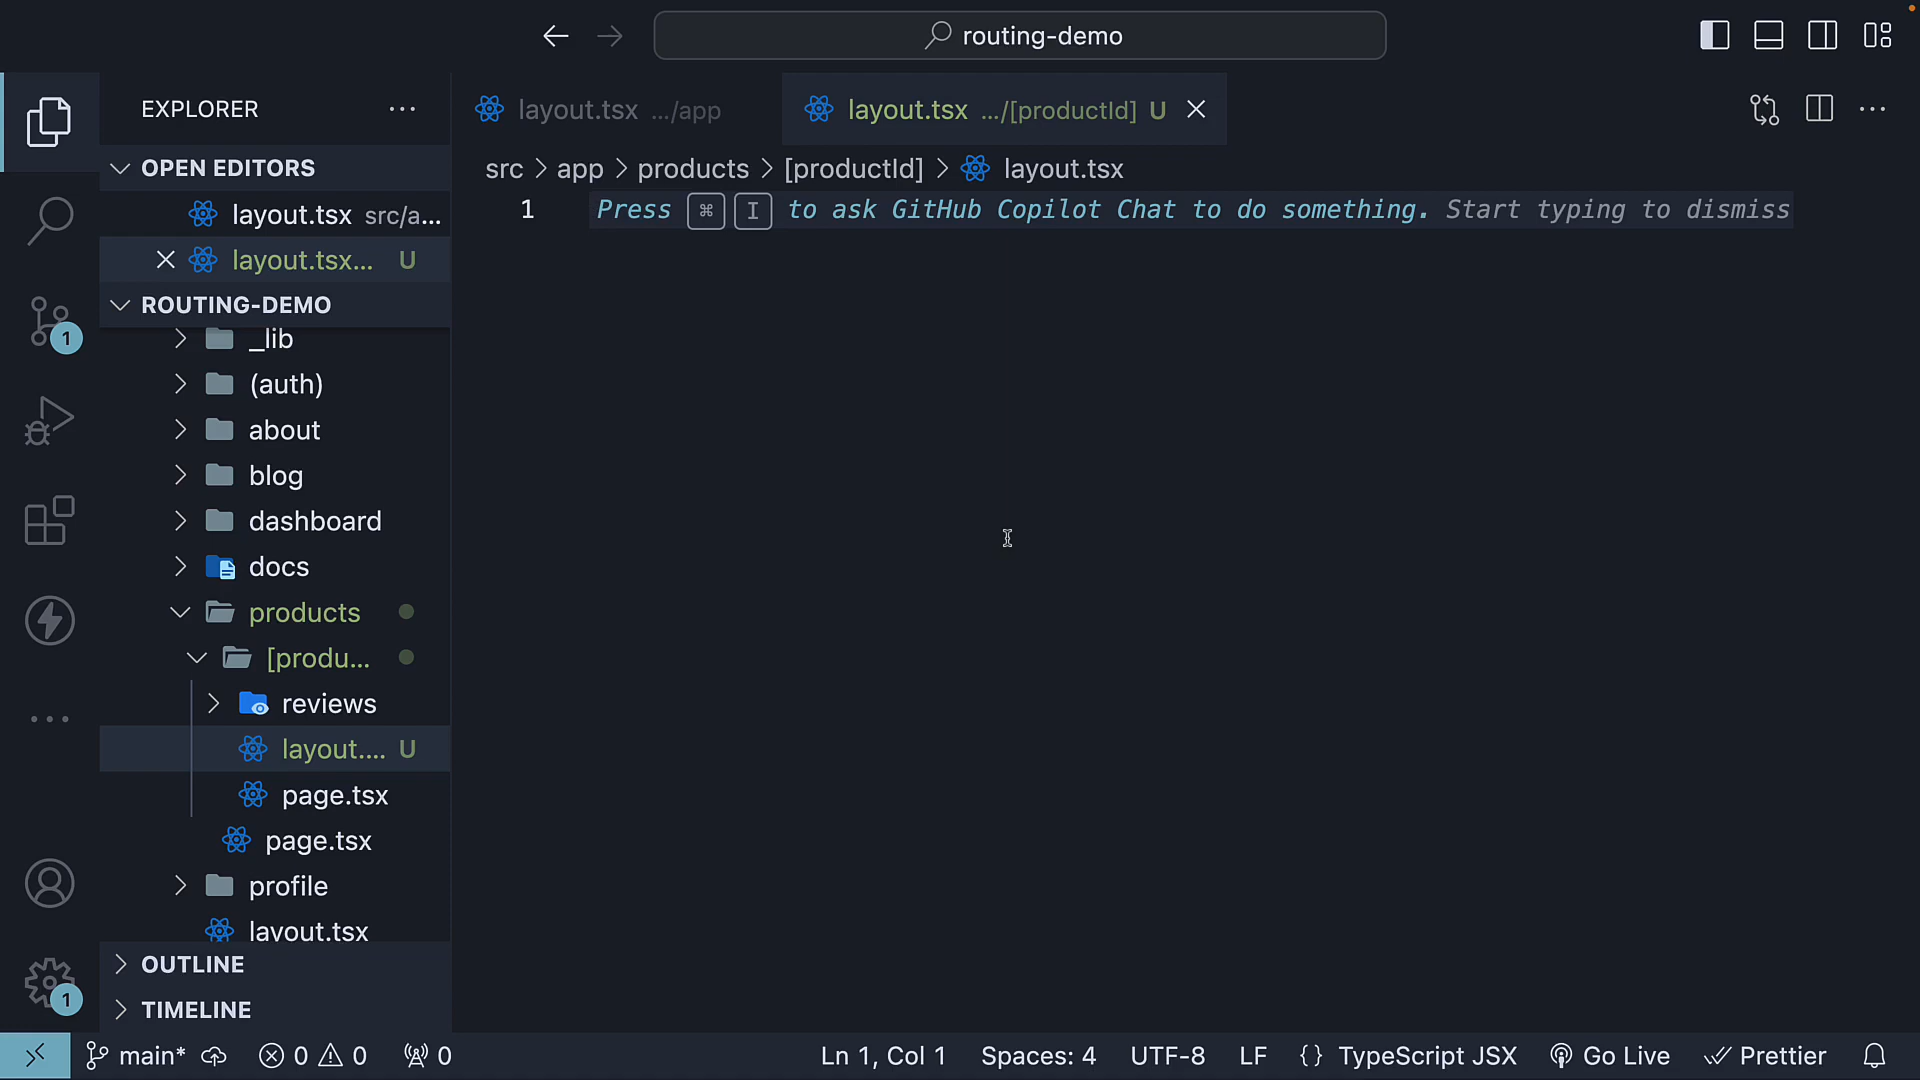 routing-demo
EXPLORER
OPEN EDITORS
layout.tsx src/a...
layout.tsx... U
ROUTING-DEMO
_lib
(auth)
about
blog
dashboard
docs
products
[produ...
reviews
layout.... U
page.tsx
page.tsx
profile
layout.tsx
OUTLINE
TIMELINE
1
1
layout.tsx .../app
layout.tsx .../[productId] U
src > app > products > [productId] > layout.tsx
1 Press ⌘ I to ask GitHub Copilot Chat to do something. Start typing to dismiss
main* 0 0 0 Ln 1, Col 1 Spaces: 4 UTF-8 LF {} TypeScript JSX Go Live Prettier